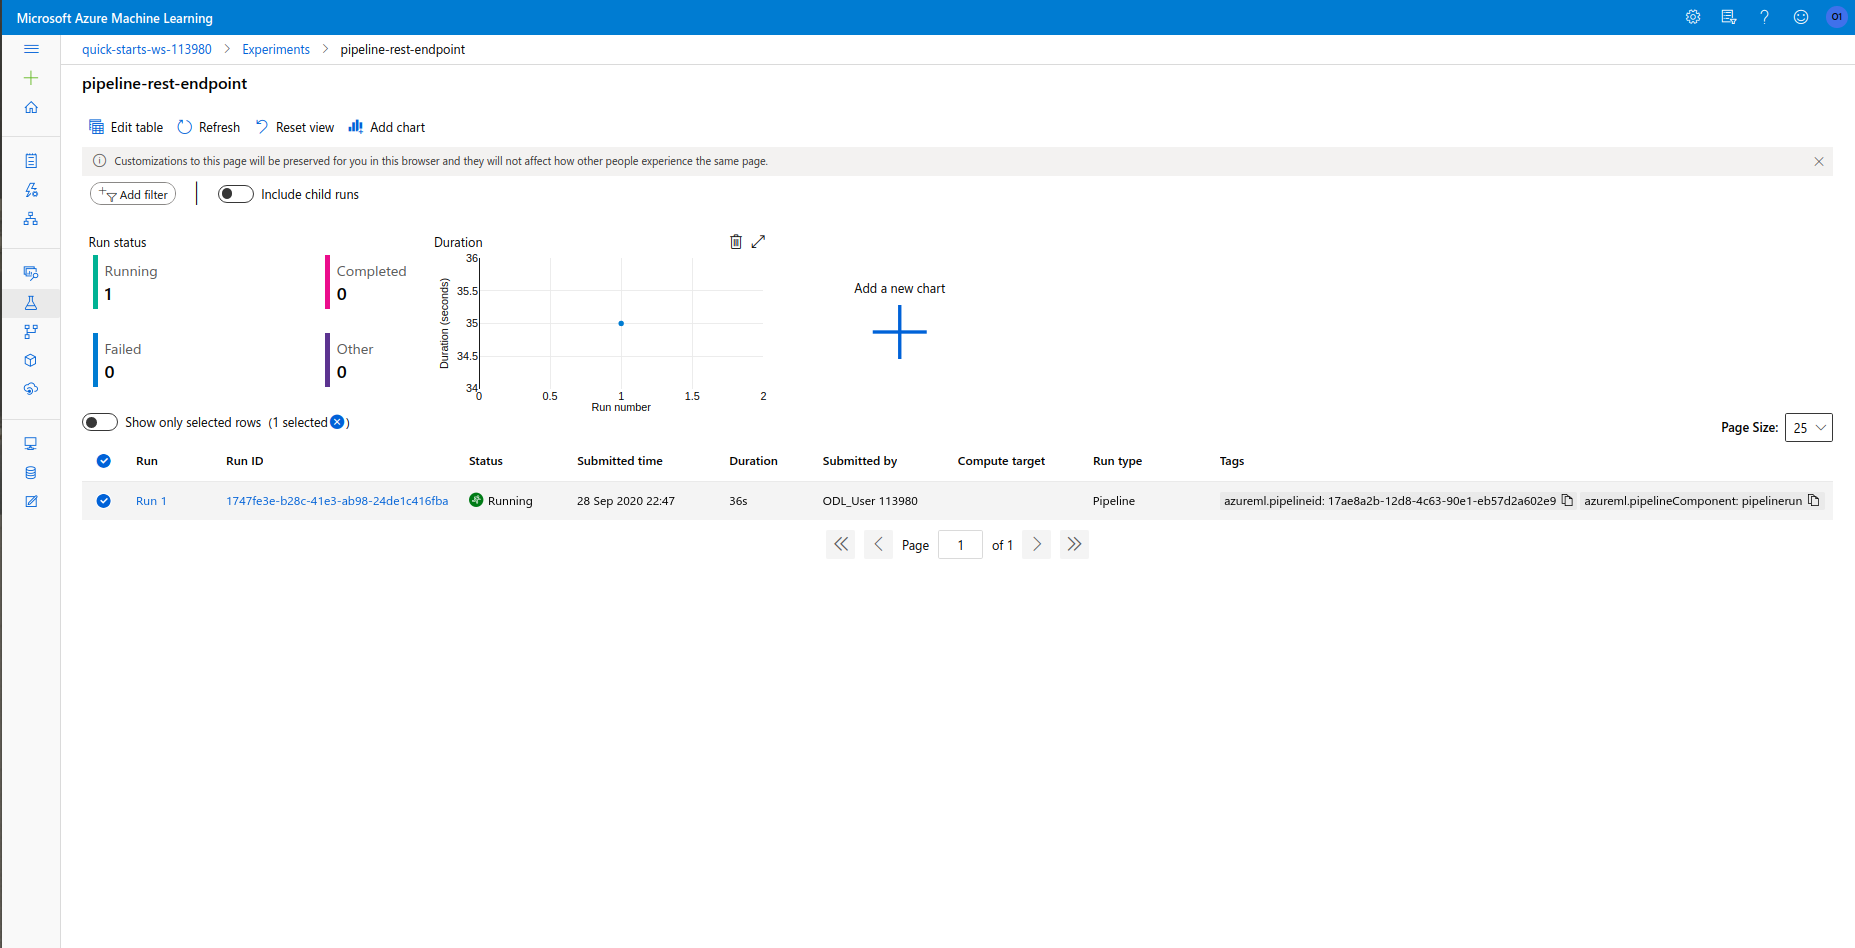 Microsoft Azure Machine Learning
O1
quick-starts-ws-113980 > Experiments > pipeline-rest-endpoint
pipeline-rest-endpoint
Edit table Refresh Reset view Add chart
Customizations to this page will be preserved for you in this browser and they will not affect how other people experience the same page.
Add filter Include child runs
Run status
Running
1
Completed
0
Failed
0
Other
0
Duration
Duration (seconds)
36
35.5
35
34.5
34
0 0.5 1 1.5 2
Run number
Add a new chart
Show only selected rows (1 selected )
Page Size: 25
Run Run ID Status Submitted time Duration Submitted by Compute target Run type Tags
Run 1 1747fe3e-b28c-41e3-ab98-24de1c416fba Running 28 Sep 2020 22:47 36s ODL_User 113980 Pipeline azureml.pipelineid: 17ae8a2b-12d8-4c63-90e1-eb57d2a602e9 azureml.pipelineComponent: pipelinerun
Page 1 of 1